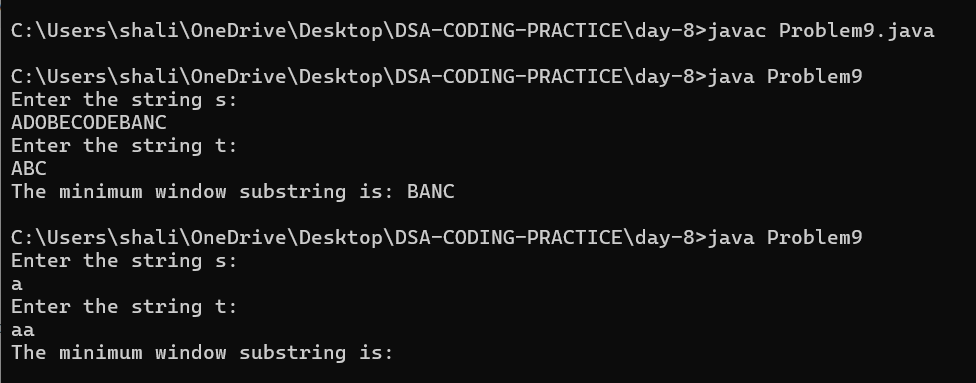 C:\Users\shali\OneDrive\Desktop\DSA-CODING-PRACTICE\day-8>javac Problem9.java
C:\Users\shali\OneDrive\Desktop\DSA-CODING-PRACTICE\day-8>java Problem9
Enter the string s:
ADOBECODEBANC
Enter the string t:
ABC
The minimum window substring is: BANC
C:\Users\shali\OneDrive\Desktop\DSA-CODING-PRACTICE\day-8>java Problem9
Enter the string s:
a
Enter the string t:
aa
The minimum window substring is: